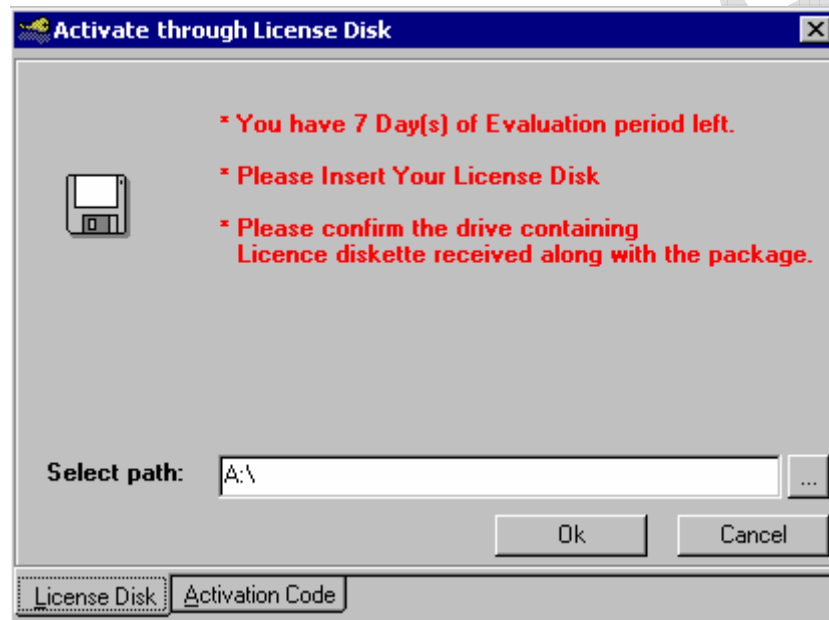 Activate through License Disk
* You have 7 Day(s) of Evaluation period left.
* Please Insert Your License Disk
* Please confirm the drive containing
Licence diskette received along with the package.
Select path:
A:\
...
Ok
Cancel
License Disk
Activation Code